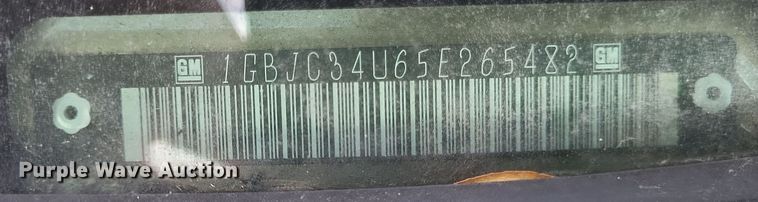 GM 1GBJC34U65E265482 GM
Purple Wave Auction